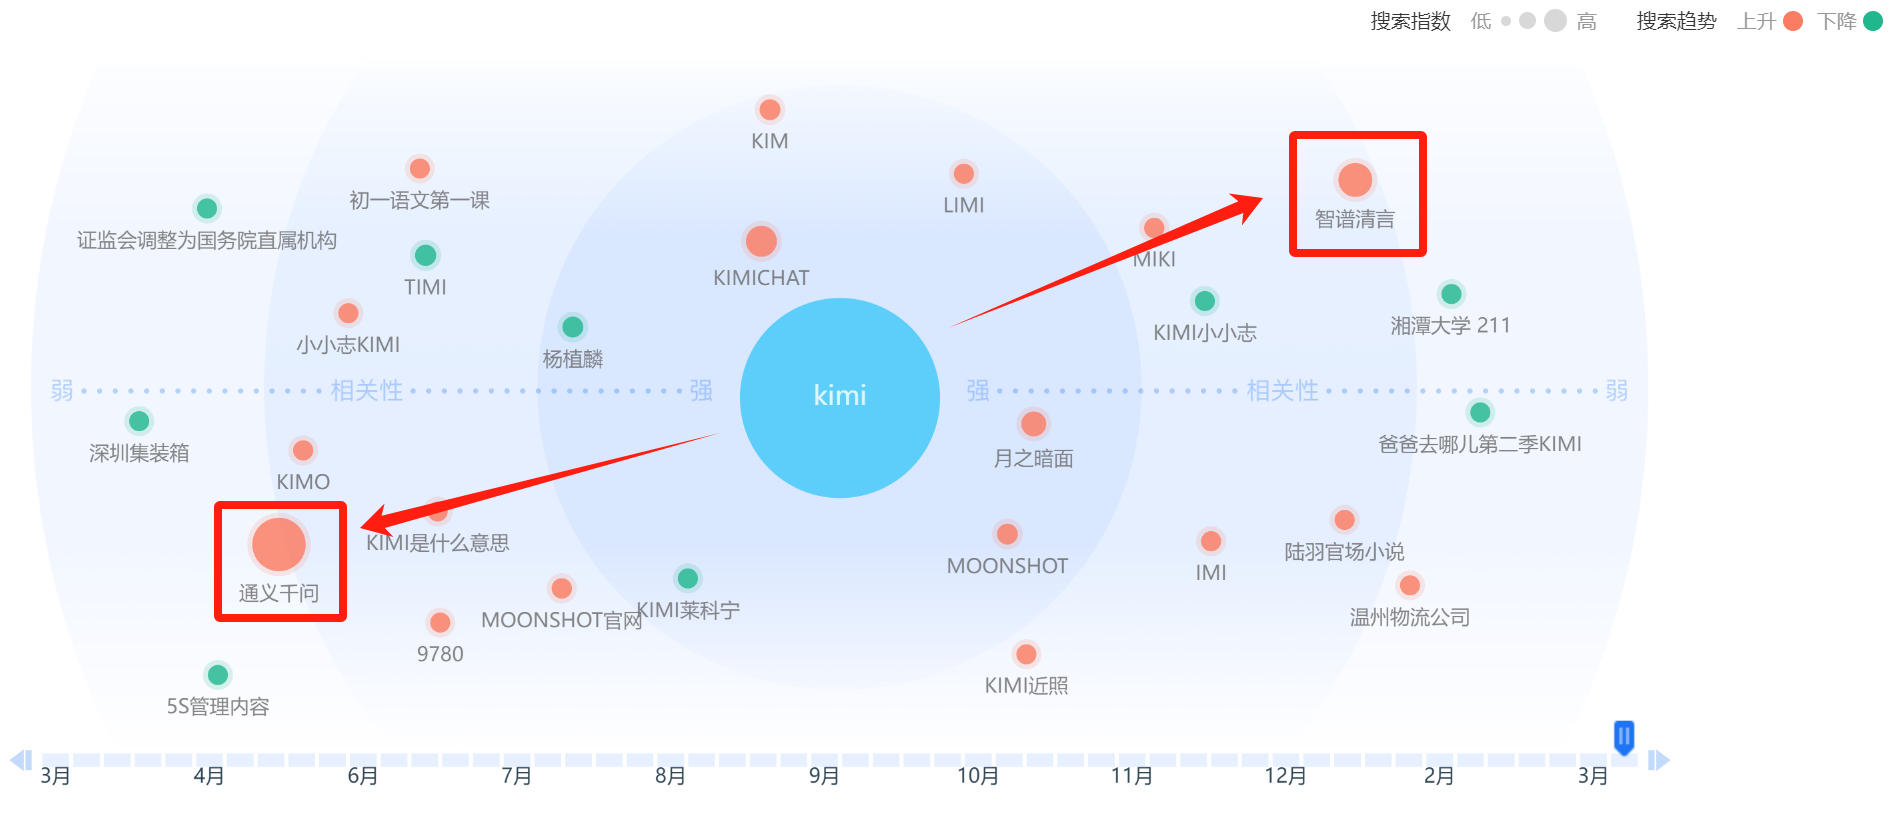 搜索指数 低 高 搜索趋势 上升 下降
KIM
初一语文第一课
LIMI
智谱清言
证监会调整为国务院直属机构
TIMI
KIMICHAT
MIKI
小小志KIMI
杨植麟
KIMI小小志
湘潭大学 211
弱 相关性 强
kimi
强 相关性 弱
深圳集装箱
KIMO
月之暗面
爸爸去哪儿第二季KIMI
通义千问
KIMI是什么意思
MOONSHOT
IMI
陆羽官场小说
MOONSHOT官网
KIMI莱科宁
温州物流公司
9780
KIMI近照
5S管理内容
3月 4月 6月 7月 8月 9月 10月 11月 12月 2月 3月